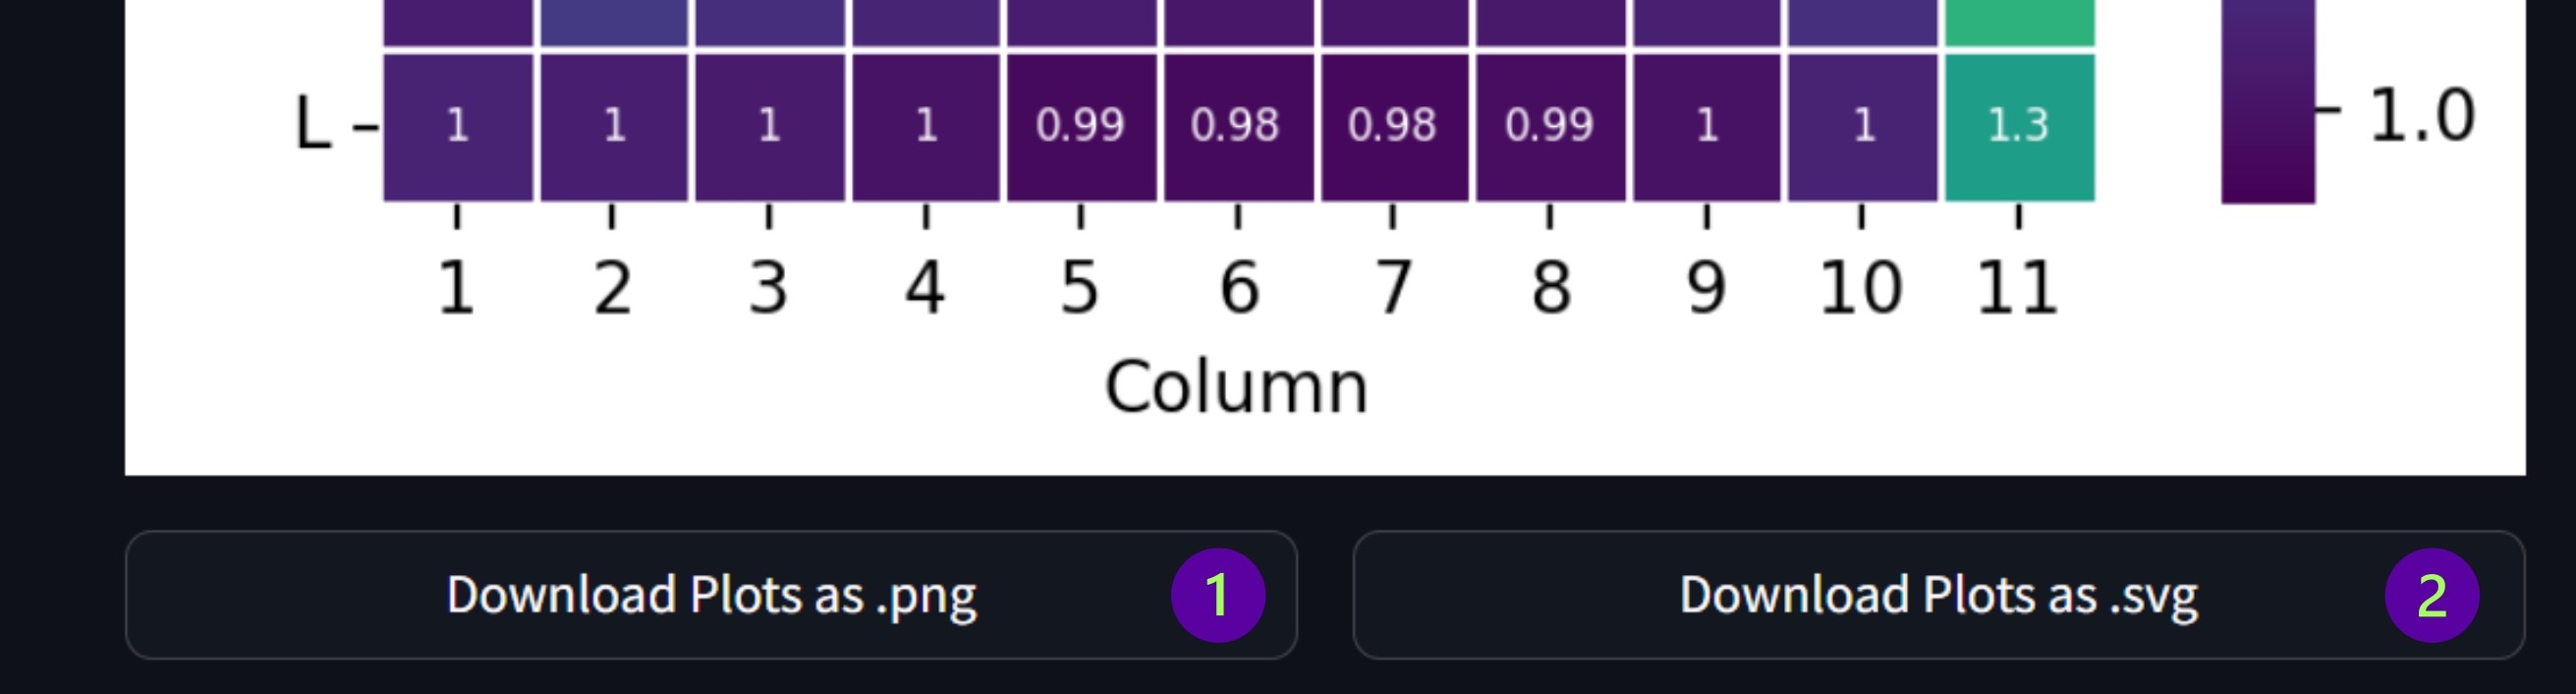 L 1 1 1 1 0.99 0.98 0.98 0.99 1 1 1.3 1.0
1 2 3 4 5 6 7 8 9 10 11
Column
Download Plots as .png 1 Download Plots as .svg 2